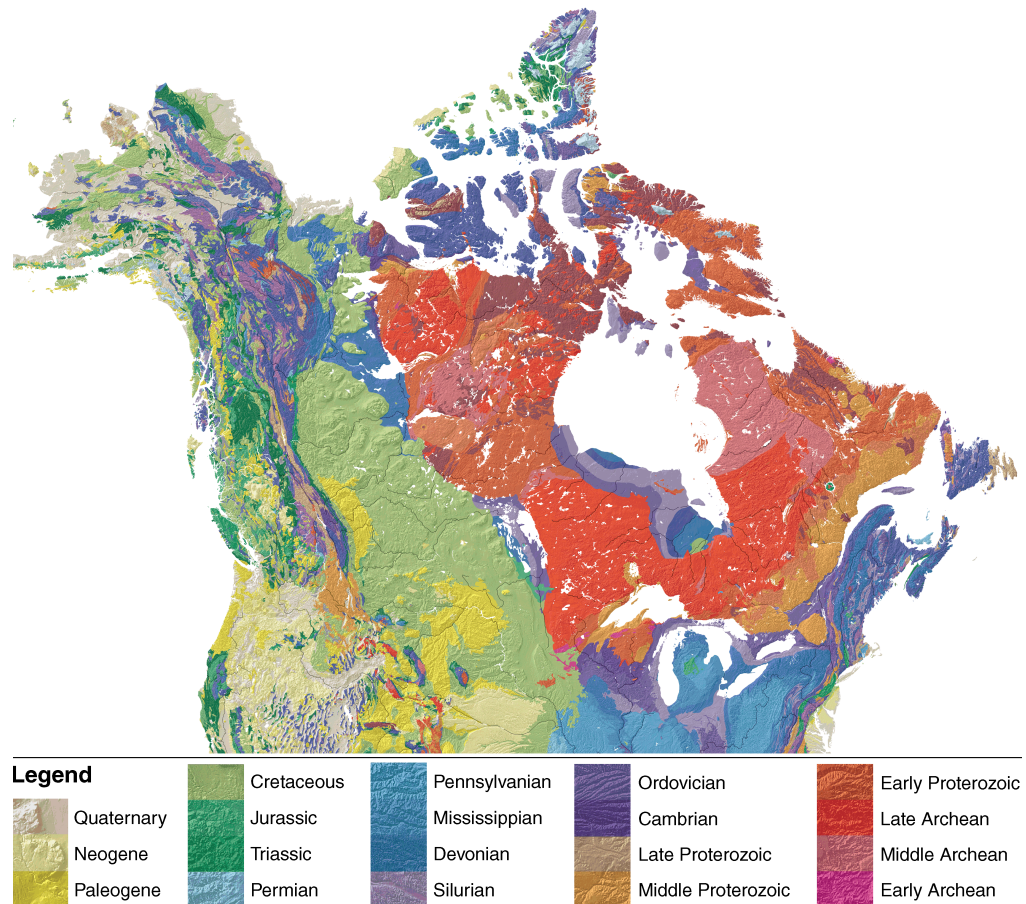 Legend
Quaternary
Neogene
Paleogene
Cretaceous
Jurassic
Triassic
Permian
Pennsylvanian
Mississippian
Devonian
Silurian
Ordovician
Cambrian
Late Proterozoic
Middle Proterozoic
Early Proterozoic
Late Archean
Middle Archean
Early Archean